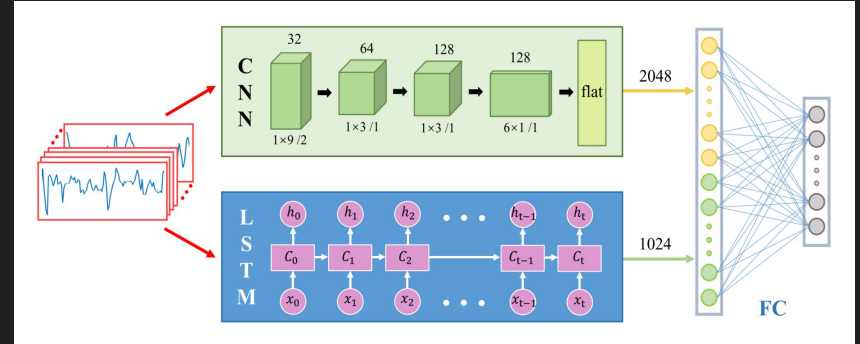 CNN
32
64
128
128
1×9 /2
1×3 /1
1×3 /1
6×1 /1
flat
2048
LSTM
h₀
h₁
h₂
hₜ₋₁
hₜ
C₀
C₁
C₂
Cₜ₋₁
Cₜ
x₀
x₁
x₂
xₜ₋₁
xₜ
1024
FC